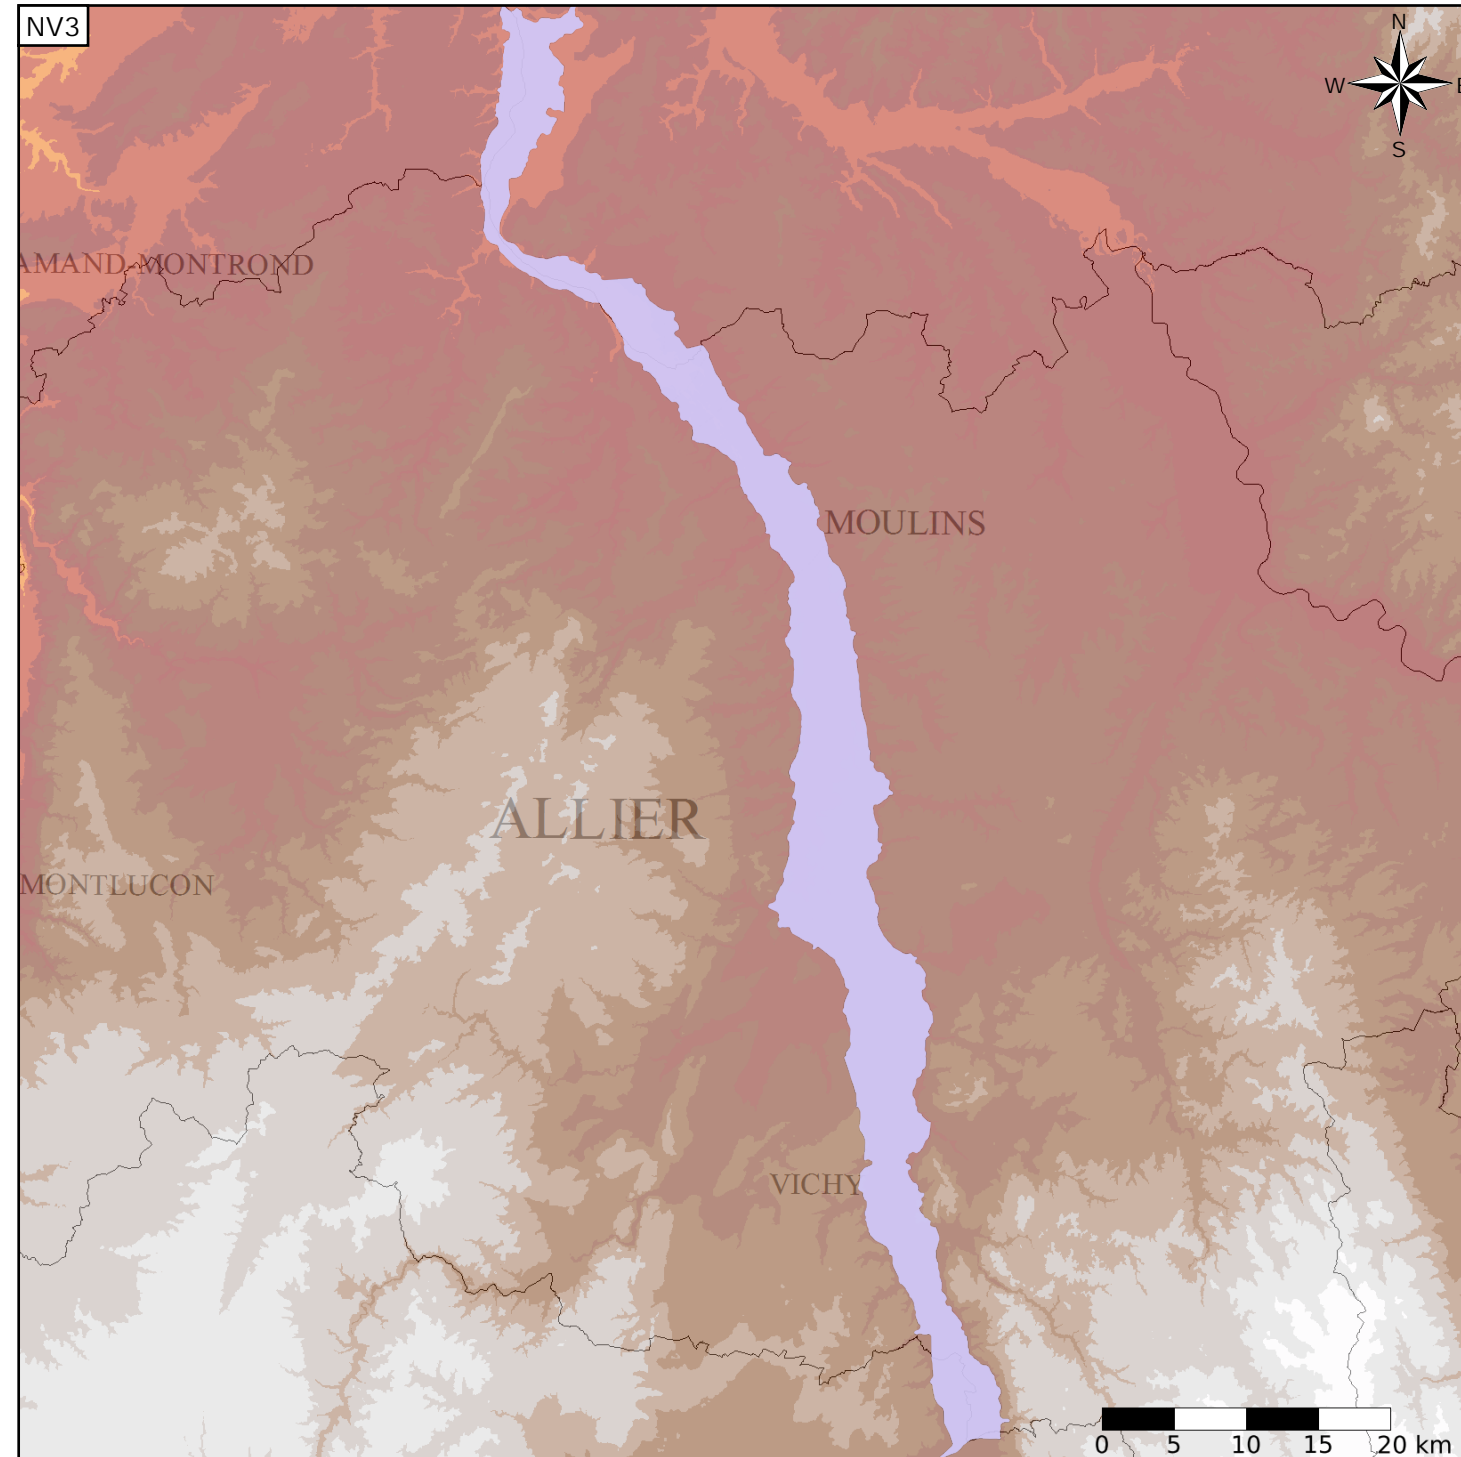 NV3
N
W E
S
AMAND-MONTROND
MOULINS
ALLIER
MONTLUCON
VICHY
0 5 10 15 20 km